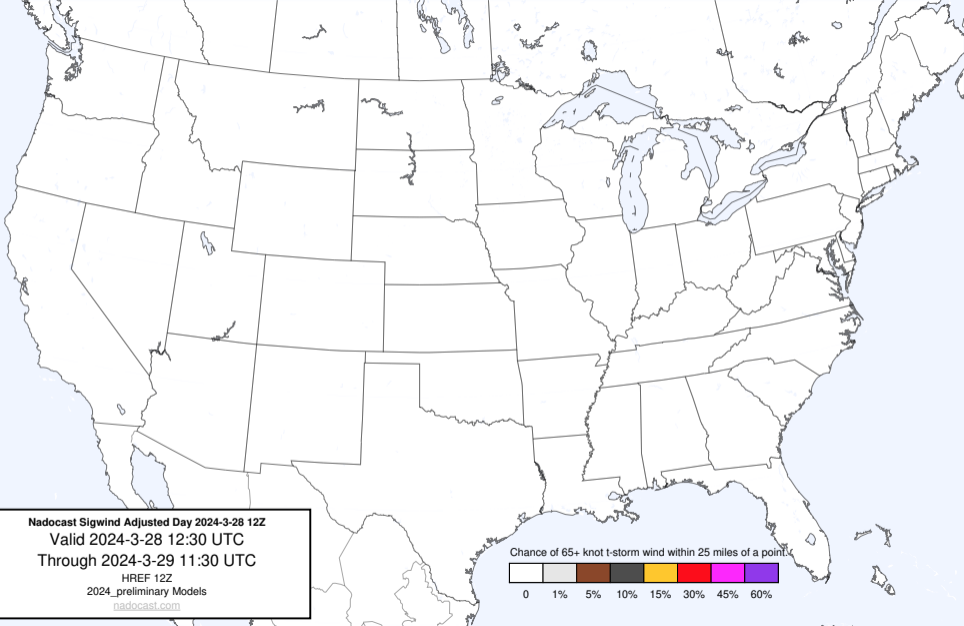 Nadocast Sigwind Adjusted Day 2024-3-28 12Z
Valid 2024-3-28 12:30 UTC
Through 2024-3-29 11:30 UTC
HREF 12Z
2024_preliminary Models
nadocast.com
Chance of 65+ knot t-storm wind within 25 miles of a point.
0 1% 5% 10% 15% 30% 45% 60%